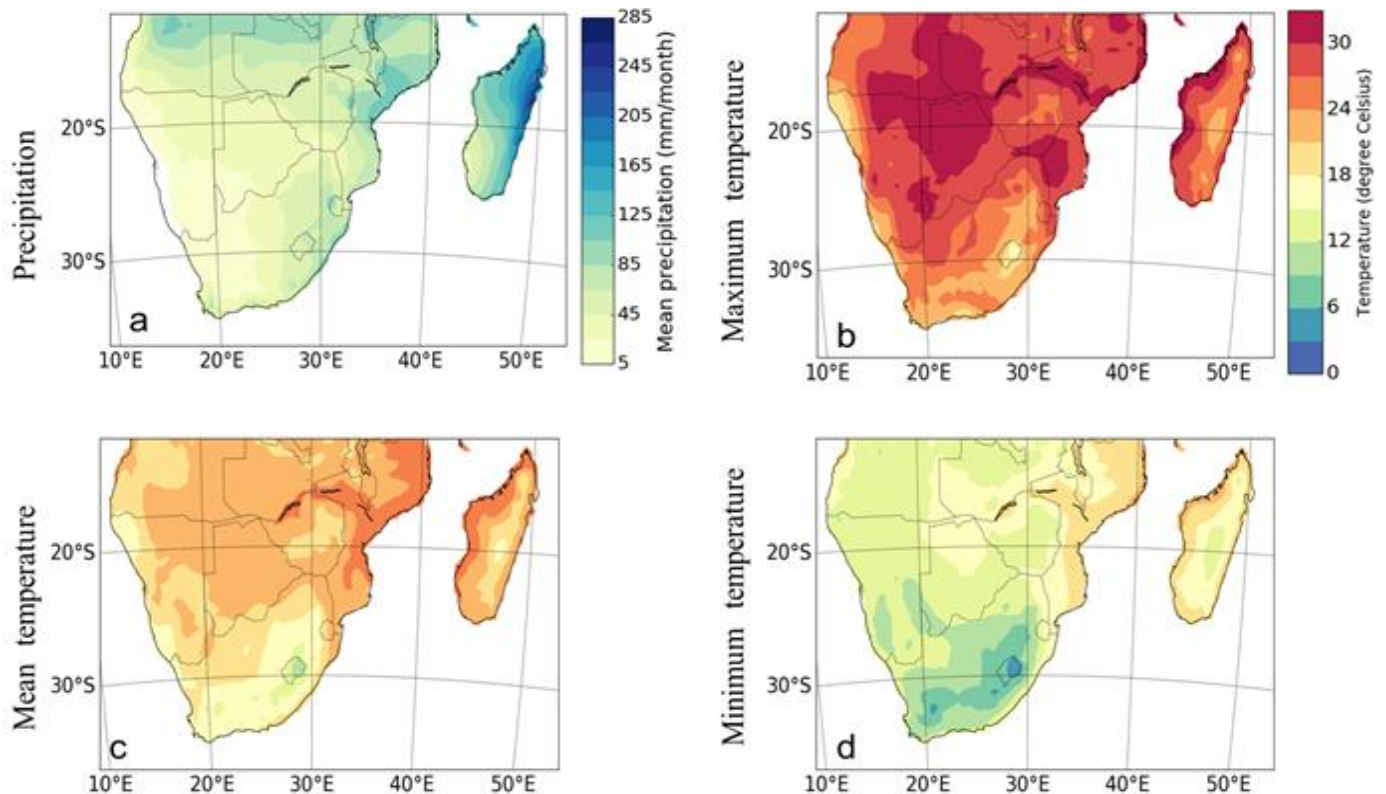 Precipitation
20°S
30°S
a
10°E 20°E 30°E 40°E 50°E
285
245
205
165
125
85
45
5
Mean precipitation (mm/month)
Maximum temperature
20°S
30°S
b
10°E 20°E 30°E 40°E 50°E
30
24
18
12
6
0
Temperature (degree Celsius)
Mean temperature
20°S
30°S
c
10°E 20°E 30°E 40°E 50°E
Minimum temperature
20°S
30°S
d
10°E 20°E 30°E 40°E 50°E